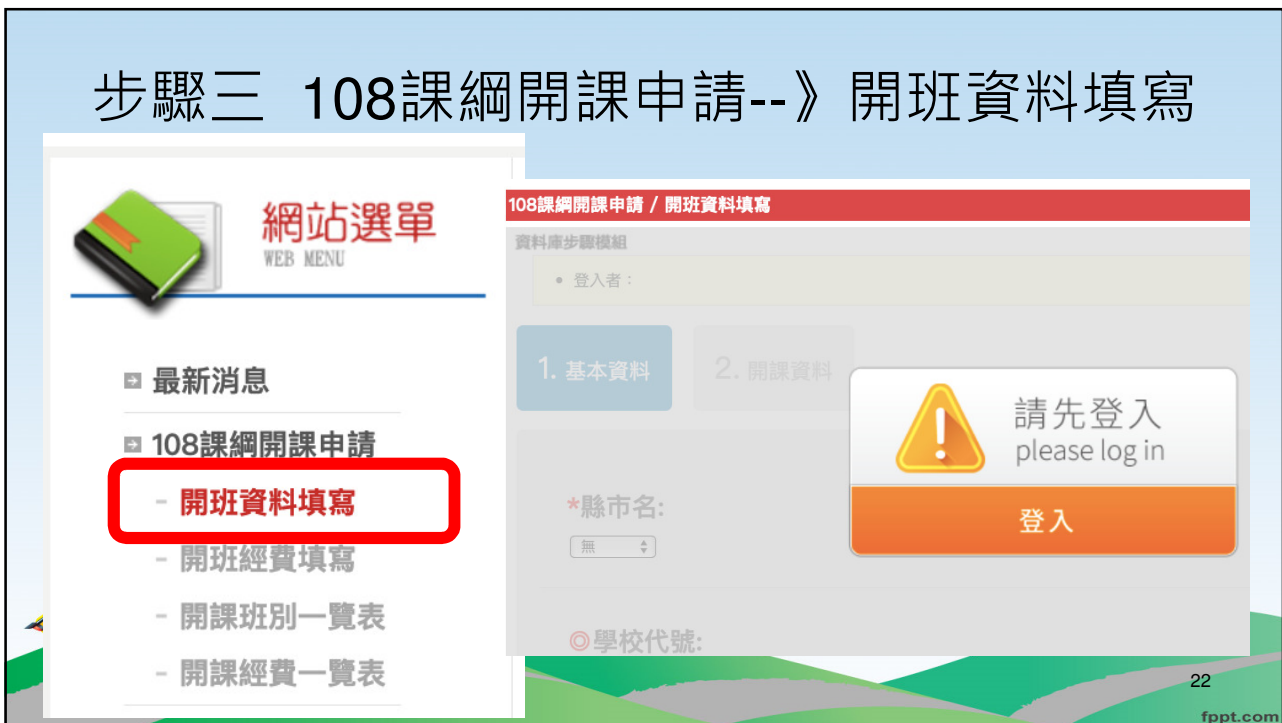 步驟三 108課綱開課申請--》開班資料填寫
網站選單
WEB MENU
最新消息
108課綱開課申請
- 開班資料填寫
- 開班經費填寫
- 開課班別一覽表
- 開課經費一覽表
108課綱開課申請 / 開班資料填寫
資料庫步驟模組
• 登入者：
1. 基本資料
2. 開課資料
請先登入
please log in
登入
*縣市名:
無
◎學校代號:
22
fppt.com